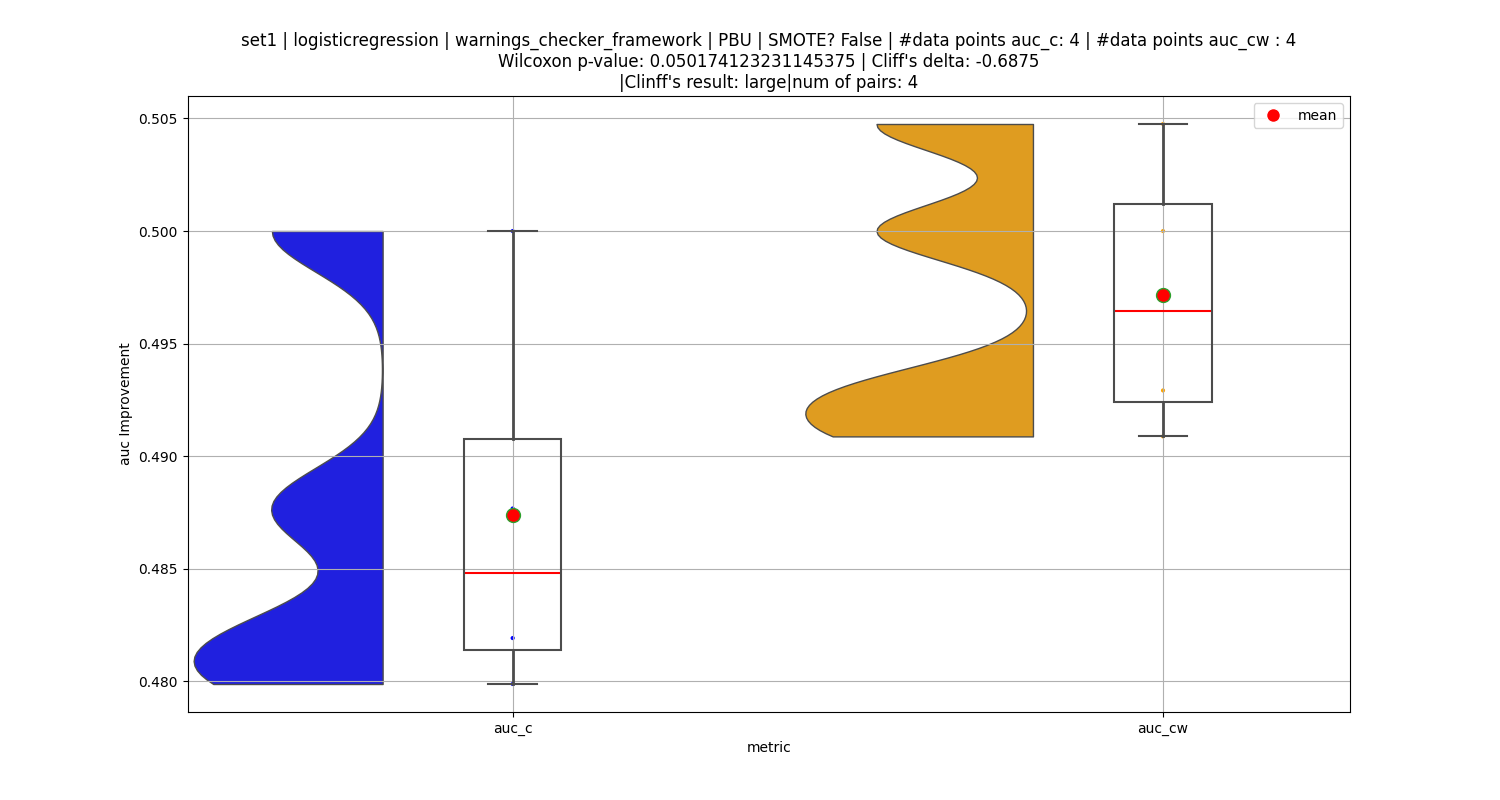 set1 | logisticregression | warnings_checker_framework | PBU | SMOTE? False | #data points auc_c: 4 | #data points auc_cw : 4
Wilcoxon p-value: 0.050174123231145375 | Cliff's delta: -0.6875
|Clinff's result: large|num of pairs: 4
mean
0.505
0.500
0.495
0.490
0.485
0.480
auc Improvement
auc_c
auc_cw
metric